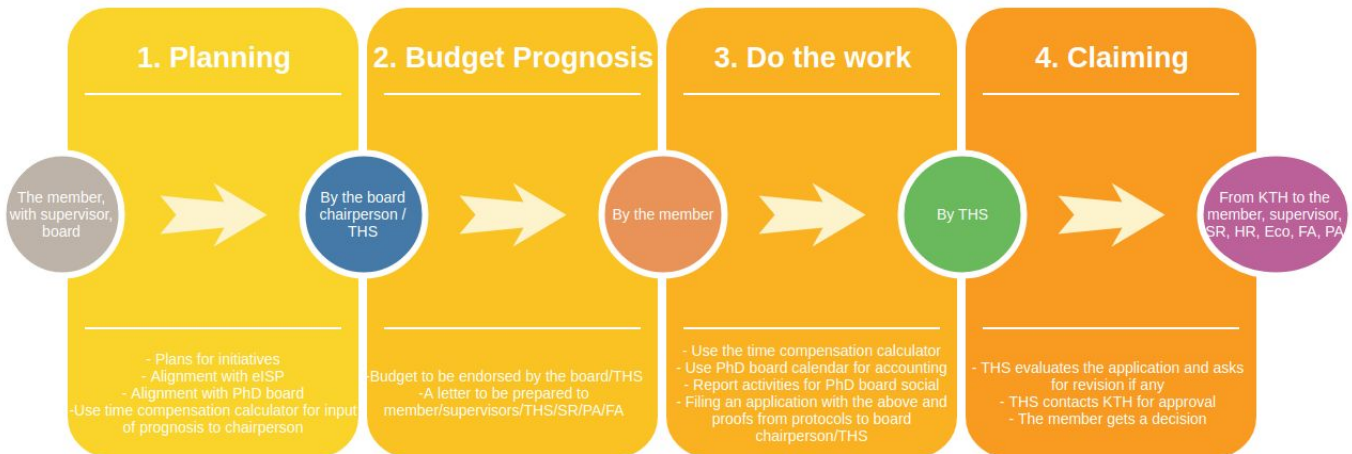 1. Planning
2. Budget Prognosis
3. Do the work
4. Claiming
The member,
with supervisor,
board
By the board
chairperson /
THS
By the member
By THS
From KTH to the
member, supervisor,
SR, HR, Eco, FA, PA
- Plans for initiatives
- Alignment with eISP
- Alignment with PhD board
-Use time compensation calculator for input
of prognosis to chairperson
-Budget to be endorsed by the board/THS
-A letter to be prepared to
member/supervisors/THS/SR/PA/FA
- Use the time compensation calculator
- Use PhD board calendar for accounting
- Report activities for PhD board social
- Filing an application with the above and
proofs from protocols to board
chairperson/THS
- THS evaluates the application and asks
for revision if any
- THS contacts KTH for approval
- The member gets a decision